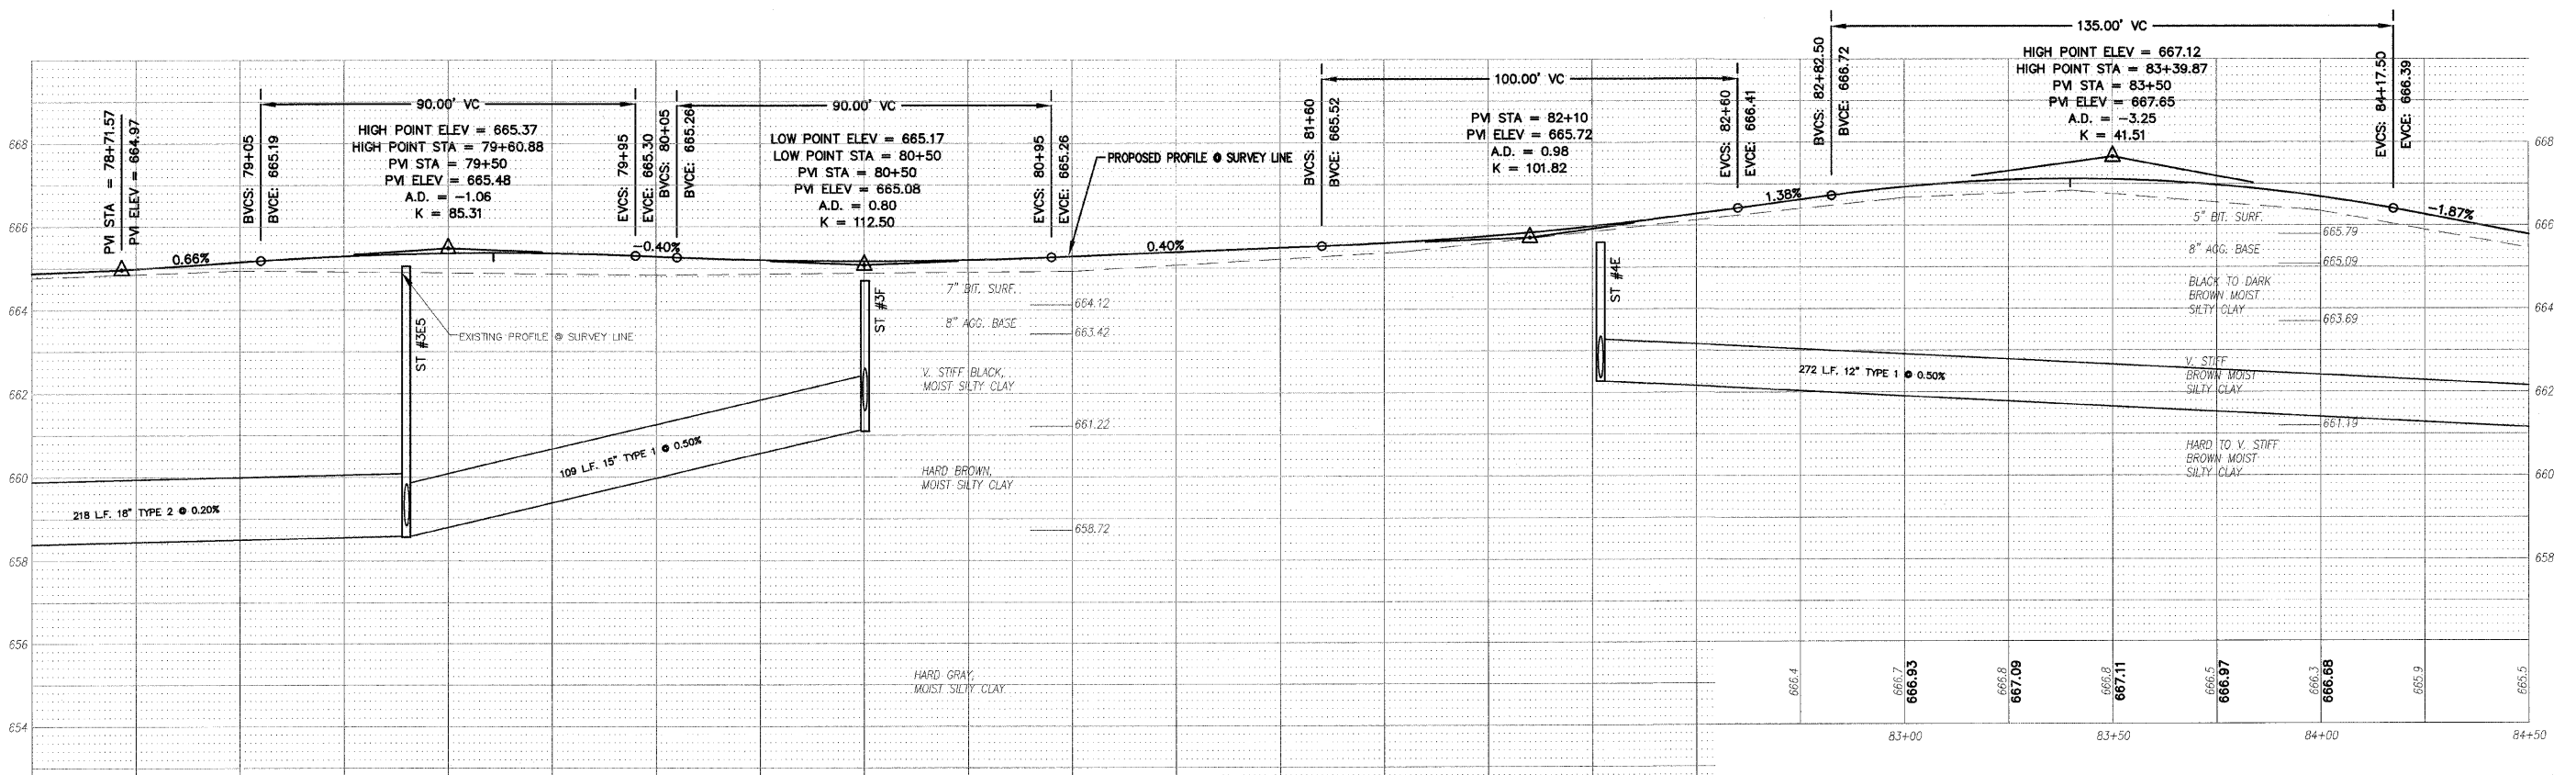 135.00' VC
HIGH POINT ELEV = 667.12
HIGH POINT STA = 83+39.87
PVI STA = 83+50
PVI ELEV = 667.65
A.D. = -3.25
K = 41.51
BVCS: 82+82.50
BVCE: 666.72
EVCS: 84+17.50
EVCE: 666.39
100.00' VC
PVI STA = 82+10
PVI ELEV = 665.72
A.D. = 0.98
K = 101.82
BVCS: 81+60
BVCE: 665.52
EVCS: 82+60
EVCE: 666.41
90.00' VC
HIGH POINT ELEV = 665.37
HIGH POINT STA = 79+60.88
PVI STA = 79+50
PVI ELEV = 665.48
A.D. = -1.06
K = 85.31
PVI STA = 78+71.57
PVI ELEV = 664.97
BVCS: 79+05
BVCE: 665.19
EVCS: 79+95
EVCE: 665.30
90.00' VC
LOW POINT ELEV = 665.17
LOW POINT STA = 80+50
PVI STA = 80+50
PVI ELEV = 665.08
A.D. = 0.80
K = 112.50
BVCS: 80+05
BVCE: 665.26
EVCS: 80+95
EVCE: 665.26
PROPOSED PROFILE @ SURVEY LINE
0.66%
-0.40%
0.40%
1.38%
-1.87%
668
666
664
662
660
658
656
654
668
666
664
662
660
658
ST #3E5
EXISTING PROFILE @ SURVEY LINE
ST #3F
ST #4E
7" BIT. SURF.
664.12
8" AGG. BASE
663.42
V. STIFF BLACK,
MOIST SILTY CLAY
661.22
HARD BROWN,
MOIST SILTY CLAY
658.72
HARD GRAY,
MOIST SILTY CLAY
5" BIT. SURF.
665.79
8" AGG. BASE
665.09
BLACK TO DARK
BROWN MOIST
SILTY CLAY
663.69
V. STIFF
BROWN MOIST
SILTY CLAY
661.19
HARD TO V. STIFF
BROWN MOIST
SILTY CLAY
218 L.F. 18" TYPE 2 @ 0.20%
109 L.F. 15" TYPE 1 @ 0.50%
272 L.F. 12" TYPE 1 @ 0.50%
666.4
666.7
666.93
666.8
667.09
666.8
667.11
666.5
666.97
666.3
666.68
665.9
665.5
83+00
83+50
84+00
84+50